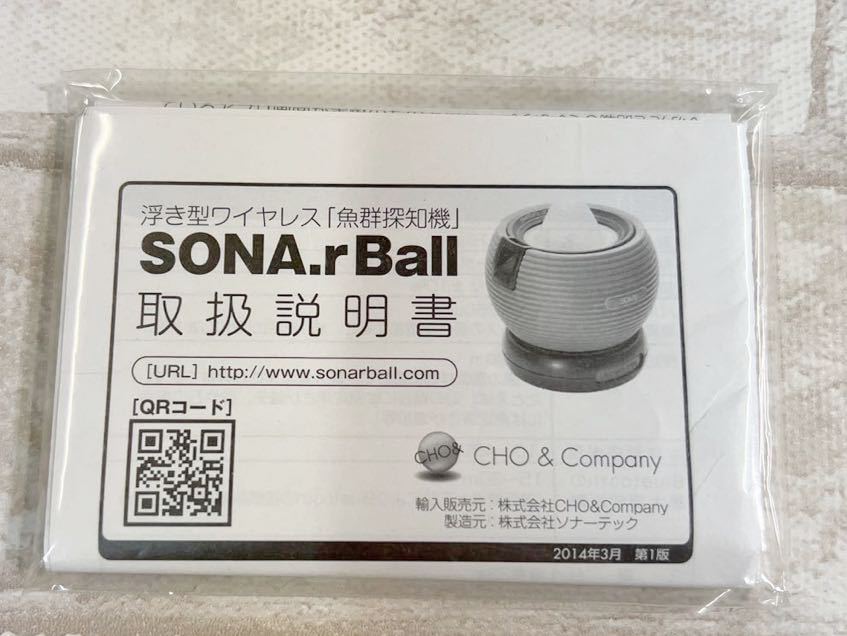 浮き型ワイヤレス「魚群探知機」
SONA.r Ball
取扱説明書
[URL] http://www.sonarball.com
[QRコード]
CHO&
CHO & Company
輸入販売元：株式会社CHO&Company
製造元：株式会社ソナーテック
2014年3月 第1版